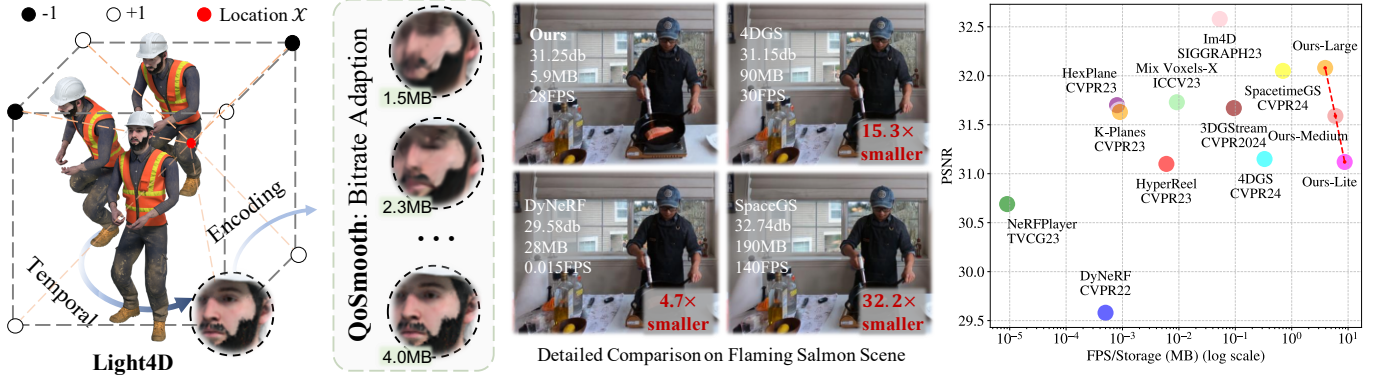 -1
+1
Location 𝒳
Temporal
Encoding
Light4D
QoSmooth: Bitrate Adaption
1.5MB
2.3MB
...
4.0MB
Ours
31.25db
5.9MB
28FPS
4DGS
31.15db
90MB
30FPS
15.3×
smaller
DyNeRF
29.58db
28MB
0.015FPS
4.7×
smaller
SpaceGS
32.74db
190MB
140FPS
32.2×
smaller
Detailed Comparison on Flaming Salmon Scene
PSNR
32.5
32.0
31.5
31.0
30.5
30.0
29.5
Im4D
SIGGRAPH23
Ours-Large
HexPlane
CVPR23
Mix Voxels-X
ICCV23
SpacetimeGS
CVPR24
K-Planes
CVPR23
3DGStream
CVPR2024
Ours-Medium
HyperReel
CVPR23
4DGS
CVPR24
Ours-Lite
NeRFPlayer
TVCG23
DyNeRF
CVPR22
10⁻⁵
10⁻⁴
10⁻³
10⁻²
10⁻¹
10⁰
10¹
FPS/Storage (MB) (log scale)